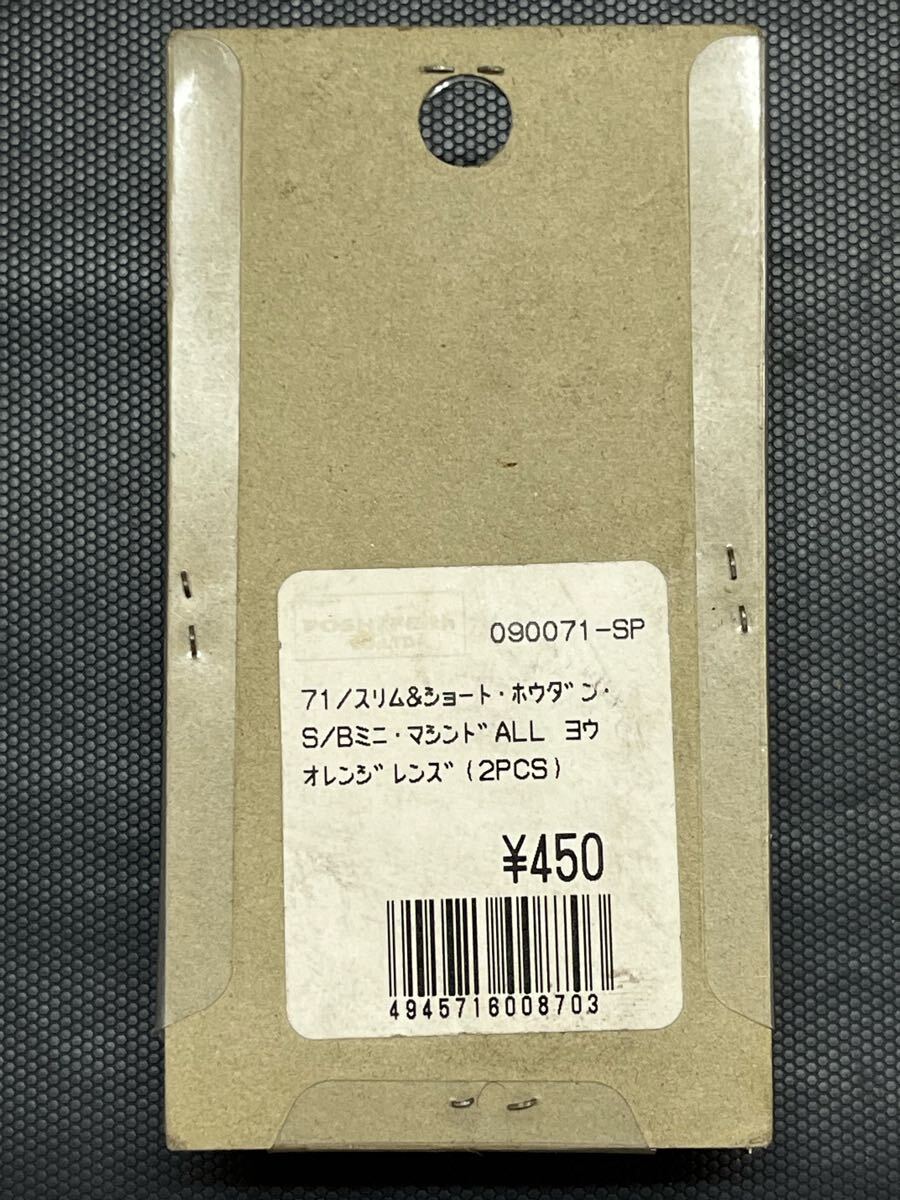 090071-SP
71/スリム&ショート・ホウダン・
S/Bミニ・マシンドALL ヨウ
オレンジレンズ(2PCS)
¥450
4945716008703